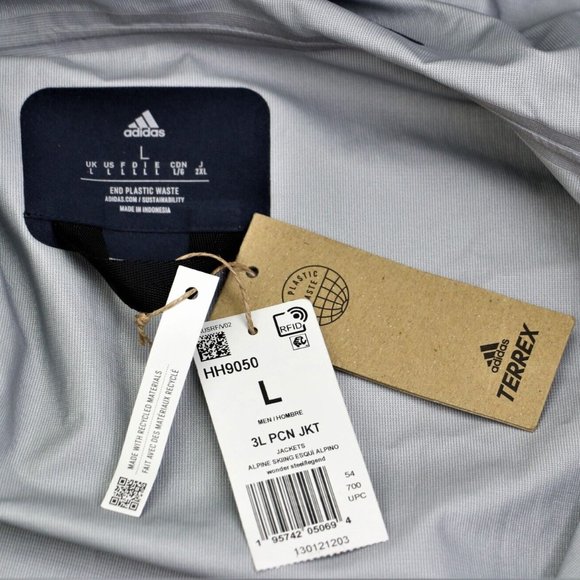 adidas
L
UK US F D I E CDN J
L L L L L L L/G 2XL
END PLASTIC WASTE
ADIDAS.COM / SUSTAINABILITY
MADE IN INDONESIA
PLASTIC WASTE
adidas
TERREX
MADE WITH RECYCLED MATERIALS
FAIT AVEC DES MATERIAUX RECYCLE
RFID
HH9050
L
MEN / HOMBRE
3L PCN JKT
JACKETS
ALPINE SKIING ESQUI ALPINO
wonder steel/legend
54
700
UPC
1 95742 05069 4
130121203